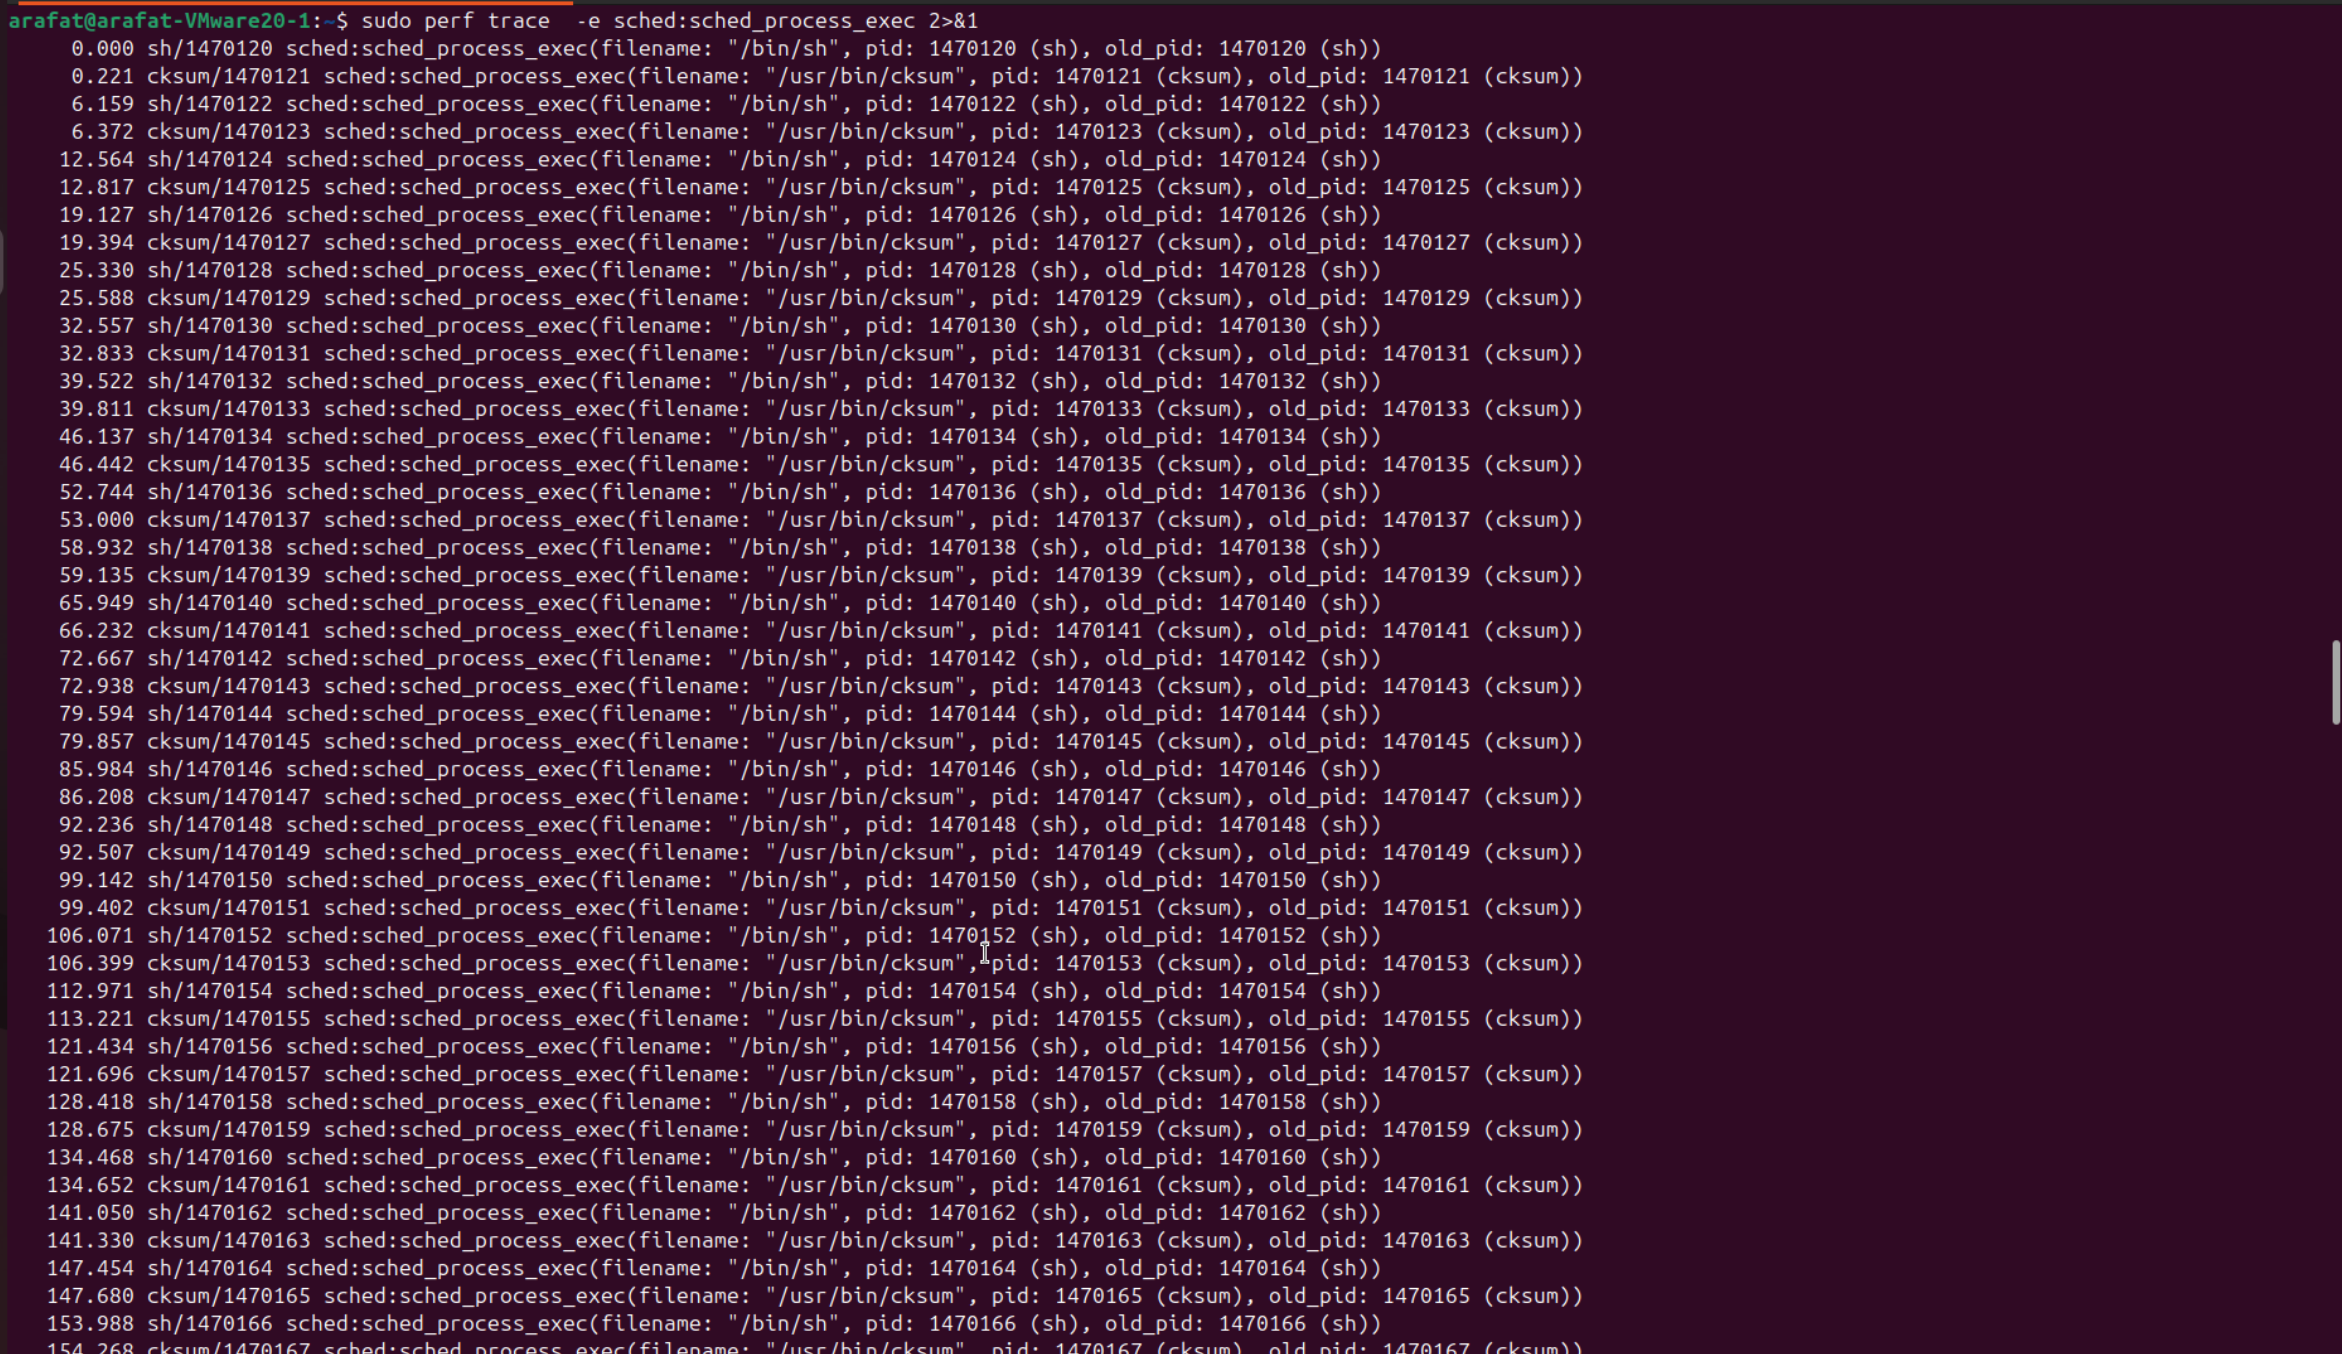 arafat@arafat-VMware20-1:~$ sudo perf trace  -e sched:sched_process_exec 2>&1
0.000 sh/1470120 sched:sched_process_exec(filename: "/bin/sh", pid: 1470120 (sh), old_pid: 1470120 (sh))
0.221 cksum/1470121 sched:sched_process_exec(filename: "/usr/bin/cksum", pid: 1470121 (cksum), old_pid: 1470121 (cksum))
6.159 sh/1470122 sched:sched_process_exec(filename: "/bin/sh", pid: 1470122 (sh), old_pid: 1470122 (sh))
6.372 cksum/1470123 sched:sched_process_exec(filename: "/usr/bin/cksum", pid: 1470123 (cksum), old_pid: 1470123 (cksum))
12.564 sh/1470124 sched:sched_process_exec(filename: "/bin/sh", pid: 1470124 (sh), old_pid: 1470124 (sh))
12.817 cksum/1470125 sched:sched_process_exec(filename: "/usr/bin/cksum", pid: 1470125 (cksum), old_pid: 1470125 (cksum))
19.127 sh/1470126 sched:sched_process_exec(filename: "/bin/sh", pid: 1470126 (sh), old_pid: 1470126 (sh))
19.394 cksum/1470127 sched:sched_process_exec(filename: "/usr/bin/cksum", pid: 1470127 (cksum), old_pid: 1470127 (cksum))
25.330 sh/1470128 sched:sched_process_exec(filename: "/bin/sh", pid: 1470128 (sh), old_pid: 1470128 (sh))
25.588 cksum/1470129 sched:sched_process_exec(filename: "/usr/bin/cksum", pid: 1470129 (cksum), old_pid: 1470129 (cksum))
32.557 sh/1470130 sched:sched_process_exec(filename: "/bin/sh", pid: 1470130 (sh), old_pid: 1470130 (sh))
32.833 cksum/1470131 sched:sched_process_exec(filename: "/usr/bin/cksum", pid: 1470131 (cksum), old_pid: 1470131 (cksum))
39.522 sh/1470132 sched:sched_process_exec(filename: "/bin/sh", pid: 1470132 (sh), old_pid: 1470132 (sh))
39.811 cksum/1470133 sched:sched_process_exec(filename: "/usr/bin/cksum", pid: 1470133 (cksum), old_pid: 1470133 (cksum))
46.137 sh/1470134 sched:sched_process_exec(filename: "/bin/sh", pid: 1470134 (sh), old_pid: 1470134 (sh))
46.442 cksum/1470135 sched:sched_process_exec(filename: "/usr/bin/cksum", pid: 1470135 (cksum), old_pid: 1470135 (cksum))
52.744 sh/1470136 sched:sched_process_exec(filename: "/bin/sh", pid: 1470136 (sh), old_pid: 1470136 (sh))
53.000 cksum/1470137 sched:sched_process_exec(filename: "/usr/bin/cksum", pid: 1470137 (cksum), old_pid: 1470137 (cksum))
58.932 sh/1470138 sched:sched_process_exec(filename: "/bin/sh", pid: 1470138 (sh), old_pid: 1470138 (sh))
59.135 cksum/1470139 sched:sched_process_exec(filename: "/usr/bin/cksum", pid: 1470139 (cksum), old_pid: 1470139 (cksum))
65.949 sh/1470140 sched:sched_process_exec(filename: "/bin/sh", pid: 1470140 (sh), old_pid: 1470140 (sh))
66.232 cksum/1470141 sched:sched_process_exec(filename: "/usr/bin/cksum", pid: 1470141 (cksum), old_pid: 1470141 (cksum))
72.667 sh/1470142 sched:sched_process_exec(filename: "/bin/sh", pid: 1470142 (sh), old_pid: 1470142 (sh))
72.938 cksum/1470143 sched:sched_process_exec(filename: "/usr/bin/cksum", pid: 1470143 (cksum), old_pid: 1470143 (cksum))
79.594 sh/1470144 sched:sched_process_exec(filename: "/bin/sh", pid: 1470144 (sh), old_pid: 1470144 (sh))
79.857 cksum/1470145 sched:sched_process_exec(filename: "/usr/bin/cksum", pid: 1470145 (cksum), old_pid: 1470145 (cksum))
85.984 sh/1470146 sched:sched_process_exec(filename: "/bin/sh", pid: 1470146 (sh), old_pid: 1470146 (sh))
86.208 cksum/1470147 sched:sched_process_exec(filename: "/usr/bin/cksum", pid: 1470147 (cksum), old_pid: 1470147 (cksum))
92.236 sh/1470148 sched:sched_process_exec(filename: "/bin/sh", pid: 1470148 (sh), old_pid: 1470148 (sh))
92.507 cksum/1470149 sched:sched_process_exec(filename: "/usr/bin/cksum", pid: 1470149 (cksum), old_pid: 1470149 (cksum))
99.142 sh/1470150 sched:sched_process_exec(filename: "/bin/sh", pid: 1470150 (sh), old_pid: 1470150 (sh))
99.402 cksum/1470151 sched:sched_process_exec(filename: "/usr/bin/cksum", pid: 1470151 (cksum), old_pid: 1470151 (cksum))
106.071 sh/1470152 sched:sched_process_exec(filename: "/bin/sh", pid: 1470152 (sh), old_pid: 1470152 (sh))
106.399 cksum/1470153 sched:sched_process_exec(filename: "/usr/bin/cksum", pid: 1470153 (cksum), old_pid: 1470153 (cksum))
112.971 sh/1470154 sched:sched_process_exec(filename: "/bin/sh", pid: 1470154 (sh), old_pid: 1470154 (sh))
113.221 cksum/1470155 sched:sched_process_exec(filename: "/usr/bin/cksum", pid: 1470155 (cksum), old_pid: 1470155 (cksum))
121.434 sh/1470156 sched:sched_process_exec(filename: "/bin/sh", pid: 1470156 (sh), old_pid: 1470156 (sh))
121.696 cksum/1470157 sched:sched_process_exec(filename: "/usr/bin/cksum", pid: 1470157 (cksum), old_pid: 1470157 (cksum))
128.418 sh/1470158 sched:sched_process_exec(filename: "/bin/sh", pid: 1470158 (sh), old_pid: 1470158 (sh))
128.675 cksum/1470159 sched:sched_process_exec(filename: "/usr/bin/cksum", pid: 1470159 (cksum), old_pid: 1470159 (cksum))
134.468 sh/1470160 sched:sched_process_exec(filename: "/bin/sh", pid: 1470160 (sh), old_pid: 1470160 (sh))
134.652 cksum/1470161 sched:sched_process_exec(filename: "/usr/bin/cksum", pid: 1470161 (cksum), old_pid: 1470161 (cksum))
141.050 sh/1470162 sched:sched_process_exec(filename: "/bin/sh", pid: 1470162 (sh), old_pid: 1470162 (sh))
141.330 cksum/1470163 sched:sched_process_exec(filename: "/usr/bin/cksum", pid: 1470163 (cksum), old_pid: 1470163 (cksum))
147.454 sh/1470164 sched:sched_process_exec(filename: "/bin/sh", pid: 1470164 (sh), old_pid: 1470164 (sh))
147.680 cksum/1470165 sched:sched_process_exec(filename: "/usr/bin/cksum", pid: 1470165 (cksum), old_pid: 1470165 (cksum))
153.988 sh/1470166 sched:sched_process_exec(filename: "/bin/sh", pid: 1470166 (sh), old_pid: 1470166 (sh))
154.268 cksum/1470167 sched:sched_process_exec(filename: "/usr/bin/cksum", pid: 1470167 (cksum), old_pid: 1470167 (cksum))